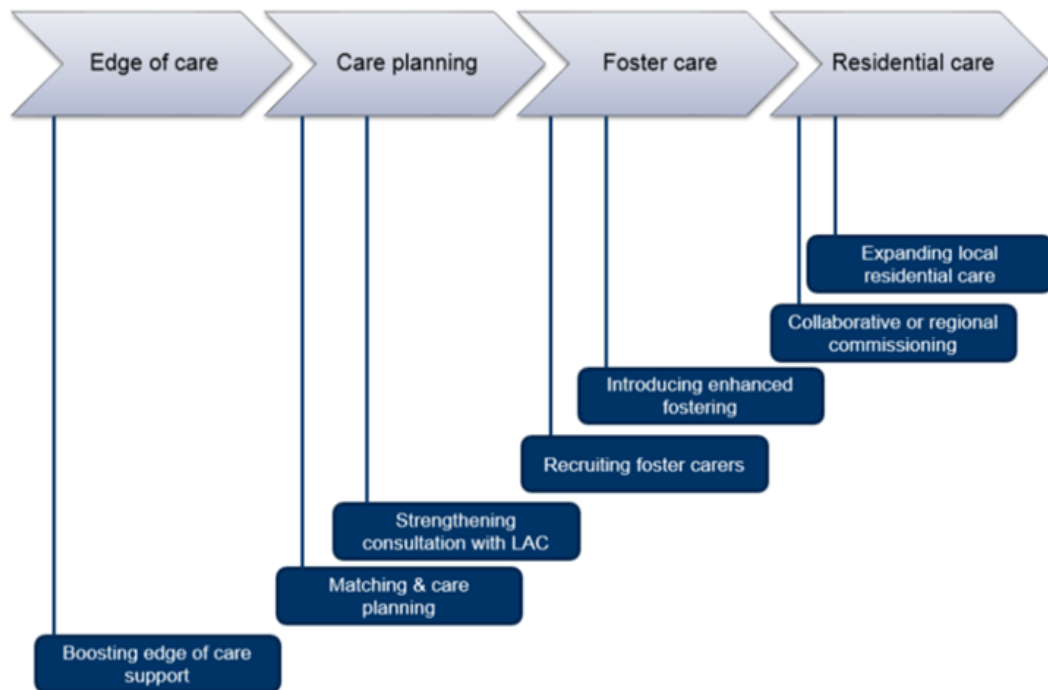 Edge of care
Care planning
Foster care
Residential care
Expanding local
residential care
Collaborative or regional
commissioning
Introducing enhanced
fostering
Recruiting foster carers
Strengthening
consultation with LAC
Matching & care
planning
Boosting edge of care
support